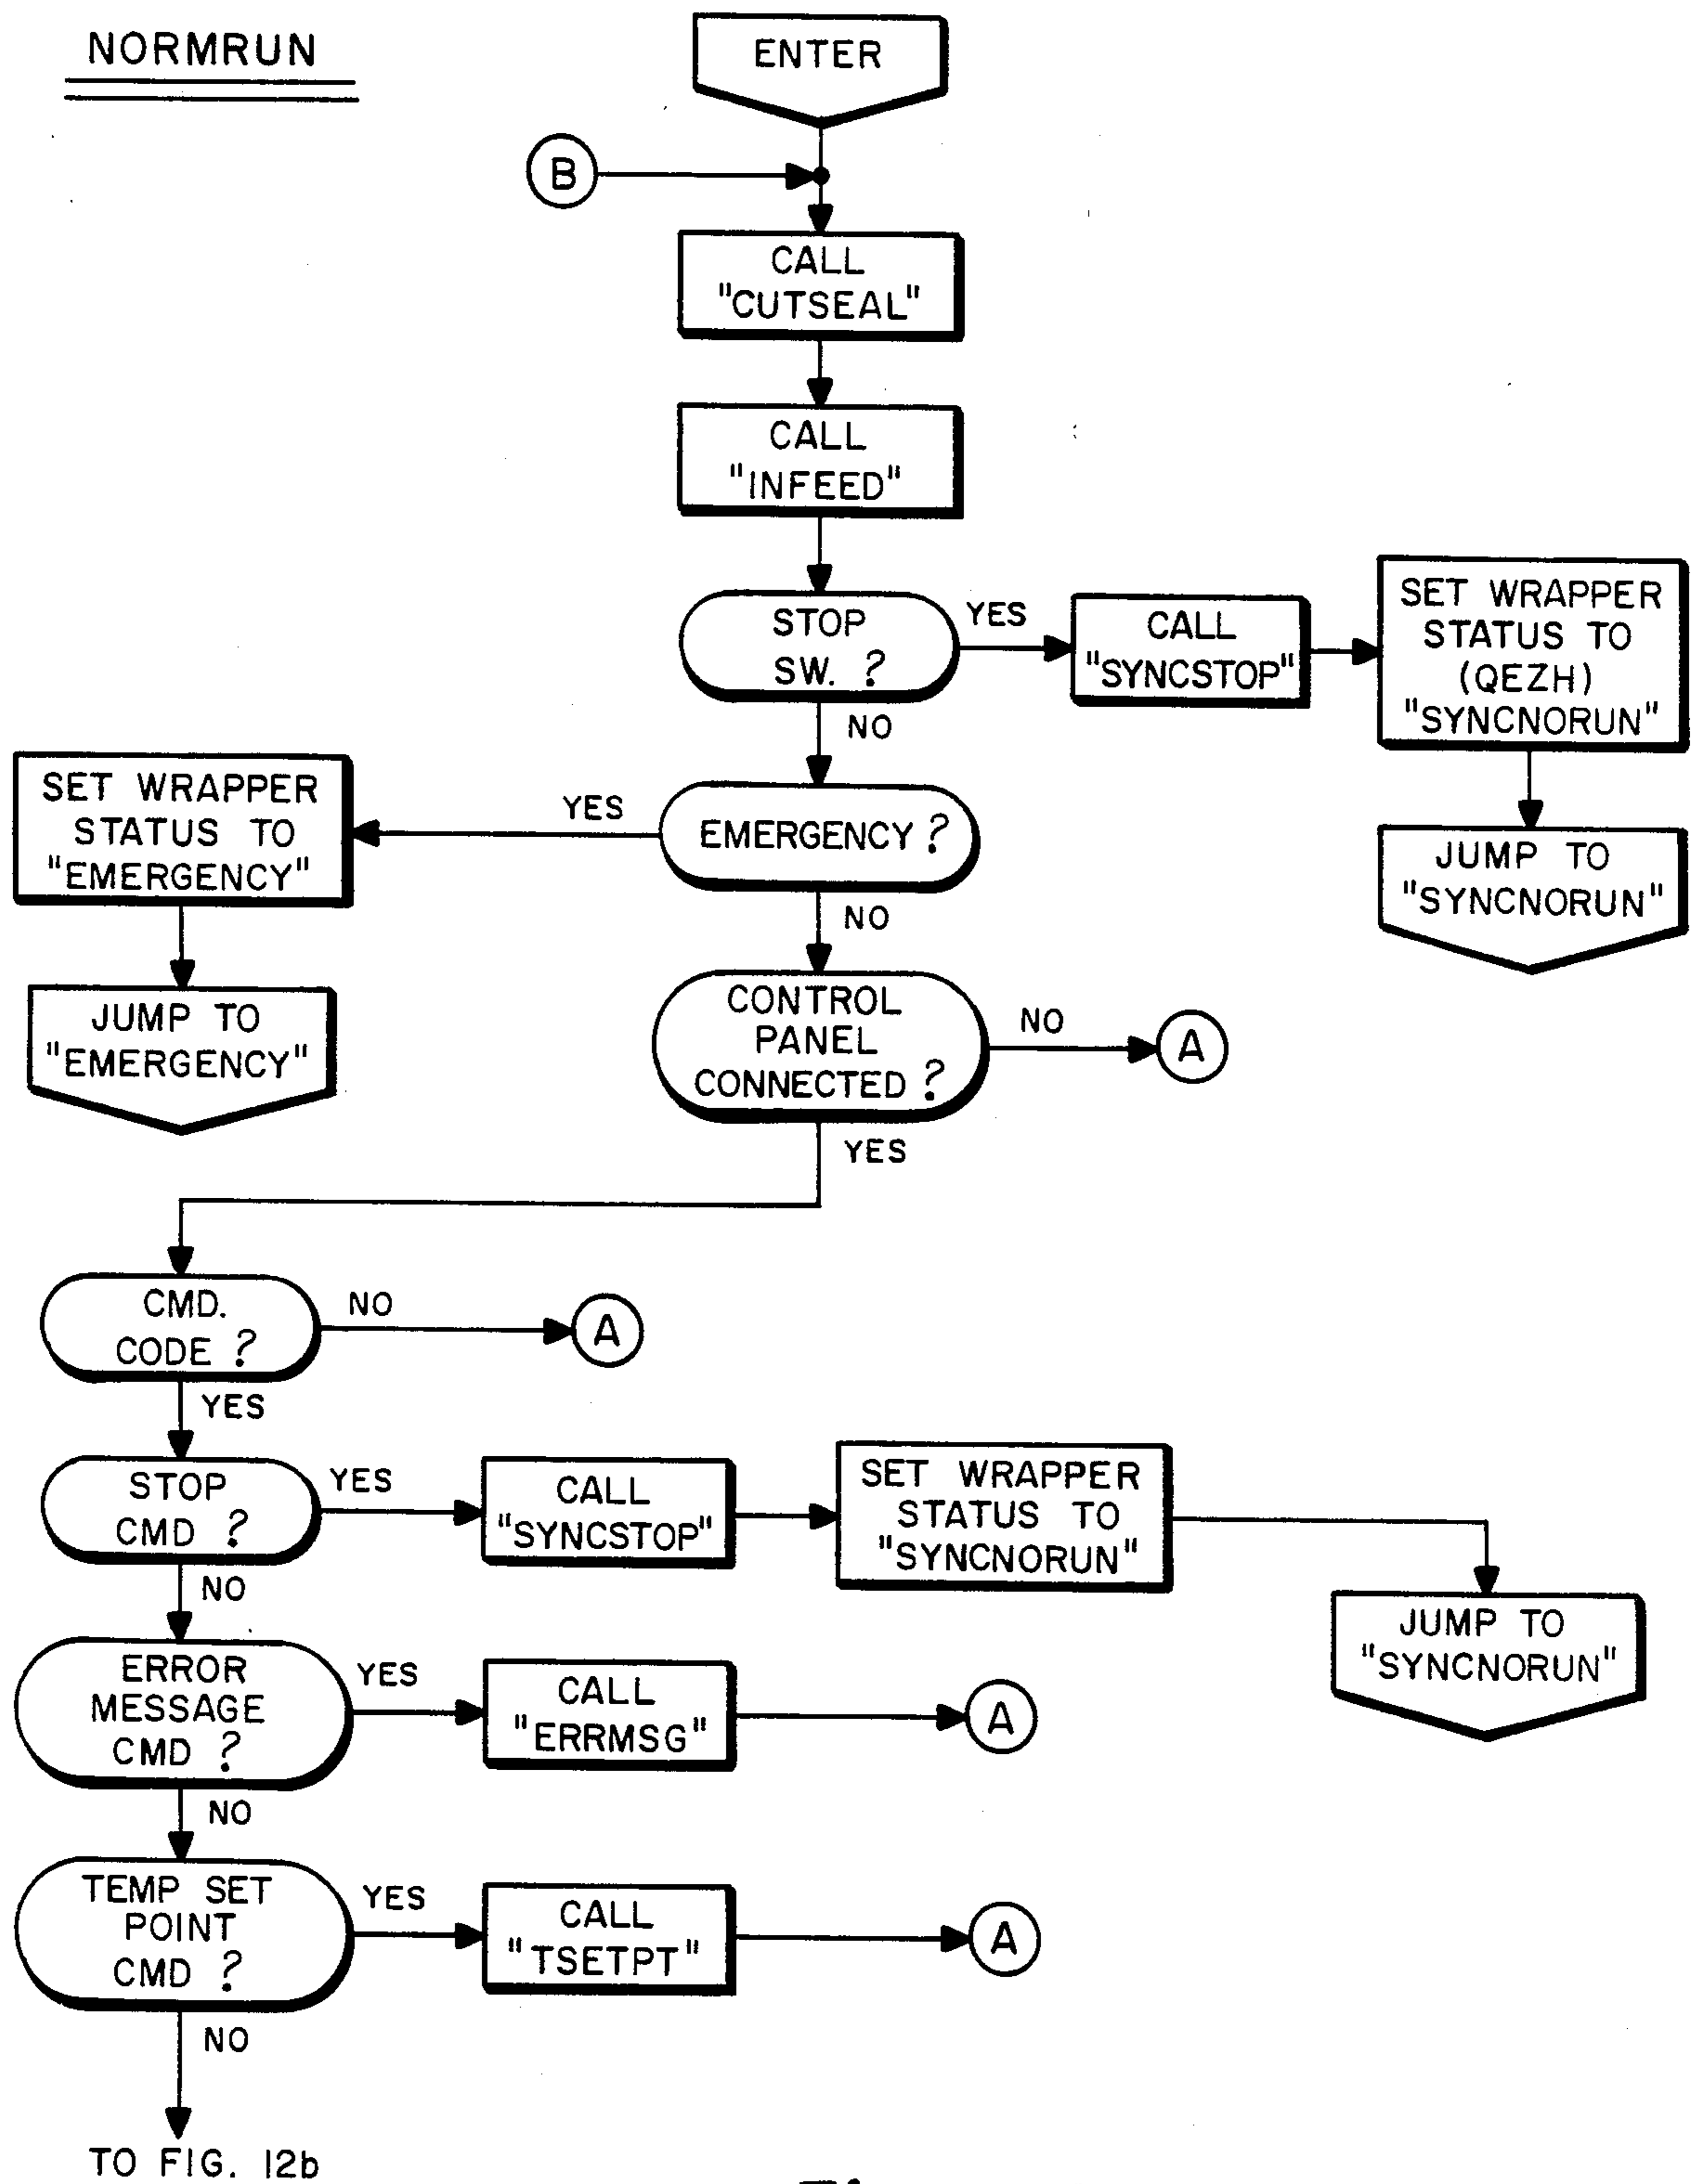 NORMRUN
ENTER
B
CALL
"CUTSEAL"
CALL
"INFEED"
STOP
SW. ?
YES
CALL
"SYNCSTOP"
SET WRAPPER
STATUS TO
(QEZH)
"SYNCNORUN"
NO
JUMP TO
"SYNCNORUN"
EMERGENCY ?
YES
SET WRAPPER
STATUS TO
"EMERGENCY"
JUMP TO
"EMERGENCY"
NO
CONTROL
PANEL
CONNECTED ?
NO
A
YES
CMD.
CODE ?
NO
A
YES
STOP
CMD ?
YES
CALL
"SYNCSTOP"
SET WRAPPER
STATUS TO
"SYNCNORUN"
JUMP TO
"SYNCNORUN"
NO
ERROR
MESSAGE
CMD ?
YES
CALL
"ERRMSG"
A
NO
TEMP SET
POINT
CMD ?
YES
CALL
"TSETPT"
A
NO
TO FIG. 12b